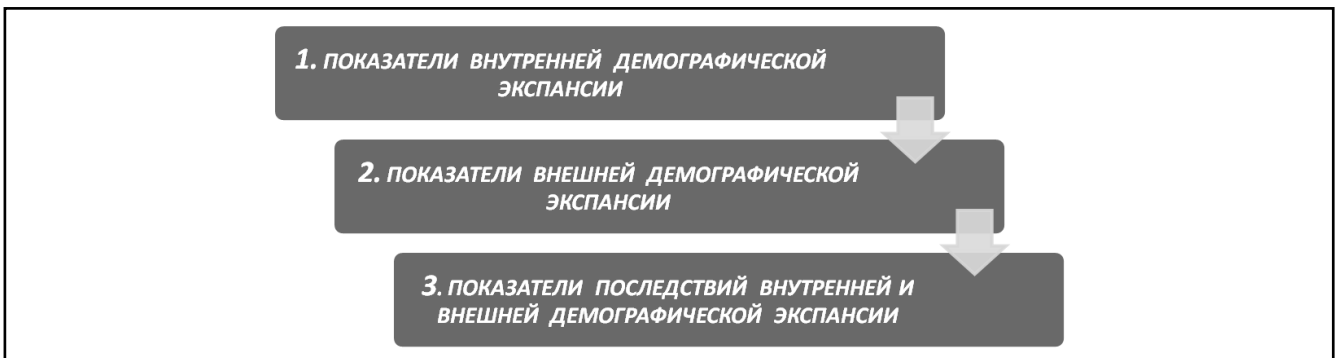 1. ПОКАЗАТЕЛИ ВНУТРЕННЕЙ ДЕМОГРАФИЧЕСКОЙ
ЭКСПАНСИИ
2. ПОКАЗАТЕЛИ ВНЕШНЕЙ ДЕМОГРАФИЧЕСКОЙ
ЭКСПАНСИИ
3. ПОКАЗАТЕЛИ ПОСЛЕДСТВИЙ ВНУТРЕННЕЙ И
ВНЕШНЕЙ ДЕМОГРАФИЧЕСКОЙ ЭКСПАНСИИ